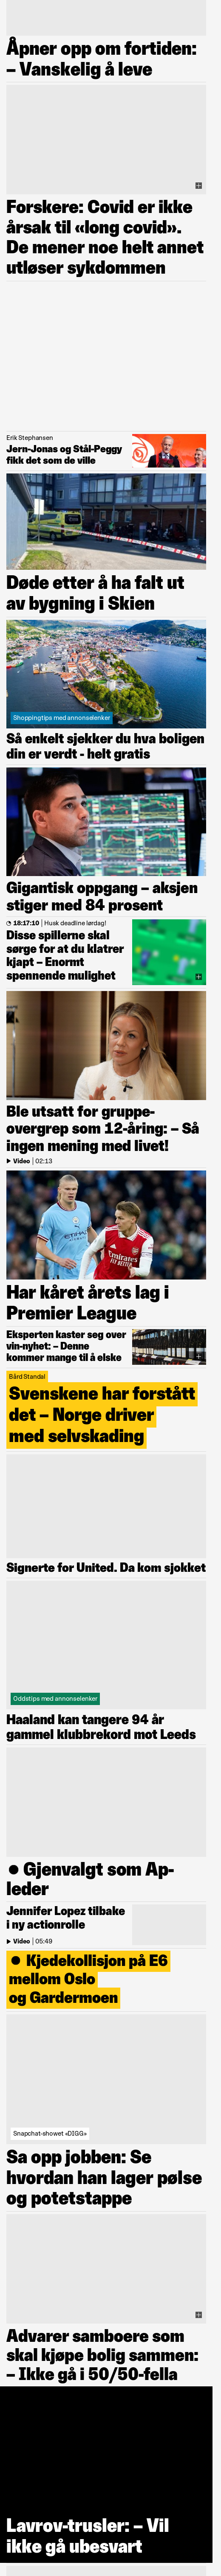 Åpner opp om fortiden:
– Vanskelig å leve
Forskere: Covid er ikke
årsak til «long covid».
De mener noe helt annet
utløser sykdommen
Erik Stephansen
Jern-Jonas og Stål-Peggy
fikk det som de ville
Døde etter å ha falt ut
av bygning i Skien
Shoppingtips med annonselenker
Så enkelt sjekker du hva boligen
din er verdt - helt gratis
Gigantisk oppgang – aksjen
stiger med 84 prosent
18:17:10 | Husk deadline lørdag!
Disse spillerne skal
sørge for at du klatrer
kjapt – Enormt
spennende mulighet
Ble utsatt for gruppe-
overgrep som 12-åring: – Så
ingen mening med livet!
Video | 02:13
Har kåret årets lag i
Premier League
Eksperten kaster seg over
vin-nyhet: – Denne
kommer mange til å elske
Bård Standal
Svenskene har forstått
det – Norge driver
med selvskading
Signerte for United. Da kom sjokket
Oddstips med annonselenker
Haaland kan tangere 94 år
gammel klubbrekord mot Leeds
Gjenvalgt som Ap-
leder
Jennifer Lopez tilbake
i ny actionrolle
Video | 05:49
Kjedekollisjon på E6
mellom Oslo
og Gardermoen
Snapchat-showet «DIGG»
Sa opp jobben: Se
hvordan han lager pølse
og potetstappe
Advarer samboere som
skal kjøpe bolig sammen:
– Ikke gå i 50/50-fella
Lavrov-trusler: – Vil
ikke gå ubesvart